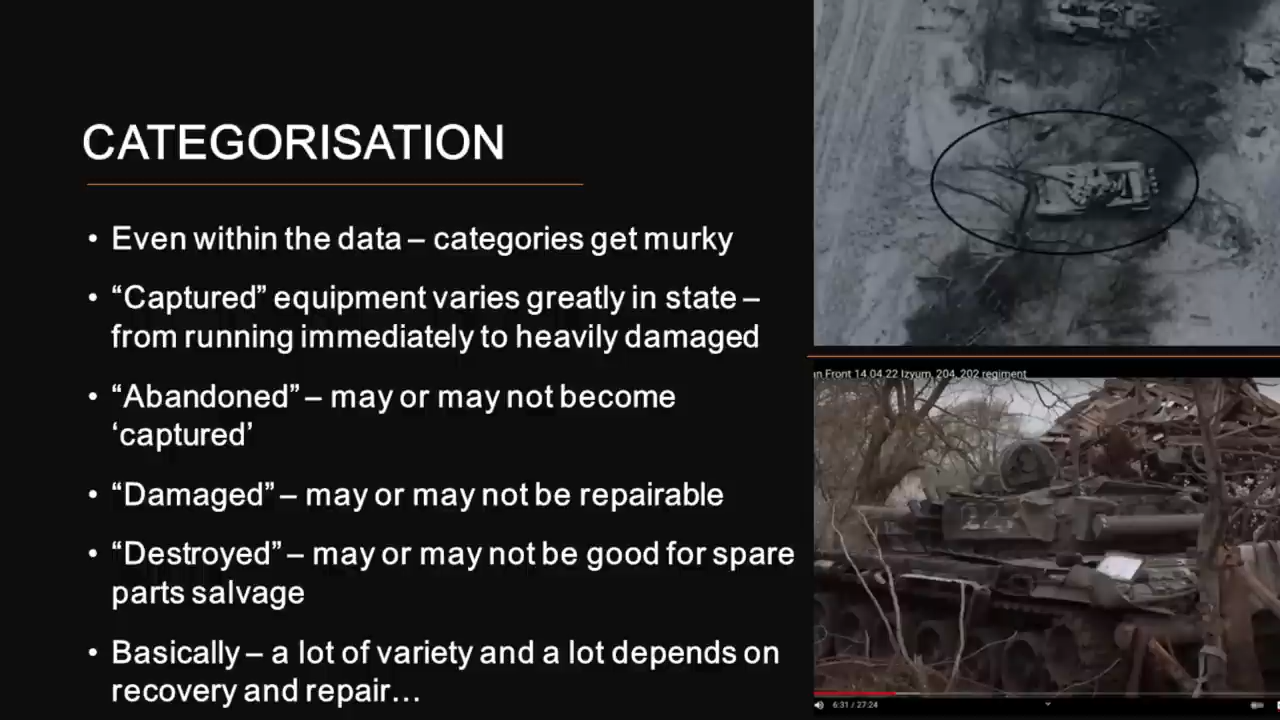 CATEGORISATION
• Even within the data – categories get murky
• “Captured” equipment varies greatly in state –
from running immediately to heavily damaged
• “Abandoned” – may or may not become
‘captured’
• “Damaged” – may or may not be repairable
• “Destroyed” – may or may not be good for spare
parts salvage
• Basically – a lot of variety and a lot depends on
recovery and repair…
n Front 14.04.22 Izyum, 204, 202 regiment
6:31 / 27:24